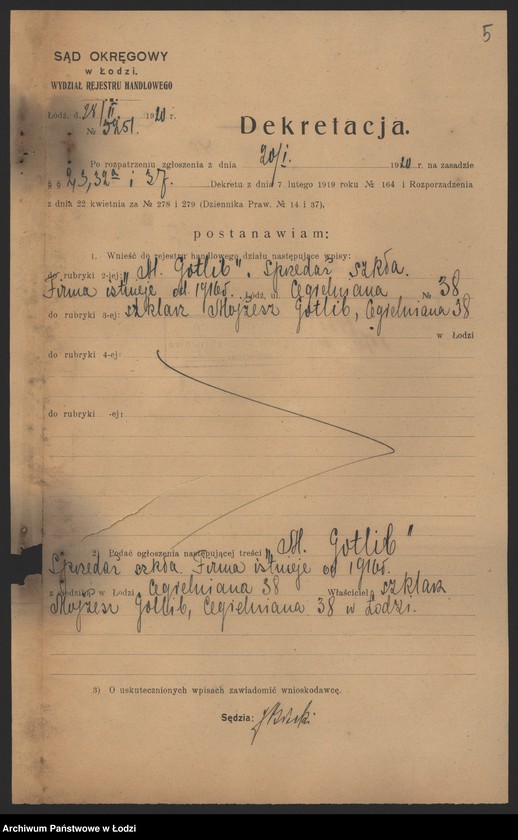 5
SĄD OKRĘGOWY
w Łodzi.
WYDZIAŁ REJESTRU HANDLOWEGO
Łódź, d. 28/II 1920 r.
№ 3251.
Dekretacja.
Po rozpatrzeniu zgłoszenia z dnia 20/I. 1920 r. na zasadzie
§ § 23, 32a i 37. Dekretu z dnia 7 lutego 1919 roku № 164 i Rozporządzenia
z dnia 22 kwietnia za № 278 i 279 (Dziennika Praw. № 14 i 37),
postanawiam:
1. Wnieść do rejestru handlowego działu następujące wpisy:
do rubryki 2-ej: „M. Gotlib". Sprzedaż szkła.
Firma istnieje od 1916 r. Łódź, ul. Cegielniana № 38
do rubryki 3-ej: szklarz Mojżesz Gotlib, Cegielniana 38
w Łodzi
do rubryki 4-ej:
do rubryki -ej:
2) Podać ogłoszenia następującej treści „M. Gotlib"
Sprzedaż szkła. Firma istnieje od 1916 r.
z siedzibą w Łodzi Cegielniana 38 Właściciel szklarz
Mojżesz Gotlib, Cegielniana 38 w Łodzi.
3) O uskutecznionych wpisach zawiadomić wnioskodawcę.
Sędzia:
Archiwum Państwowe w Łodzi